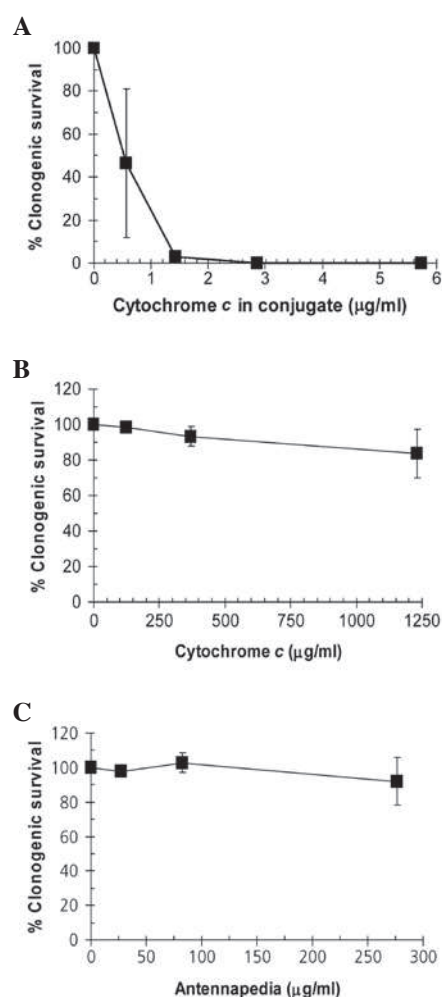 A
% Clonogenic survival
100
80
60
40
20
0
0 1 2 3 4 5 6
Cytochrome c in conjugate (µg/ml)
B
% Clonogenic survival
120
100
80
60
40
20
0
0 250 500 750 1000 1250
Cytochrome c (µg/ml)
C
% Clonogenic survival
120
100
80
60
40
20
0
0 50 100 150 200 250 300
Antennapedia (µg/ml)